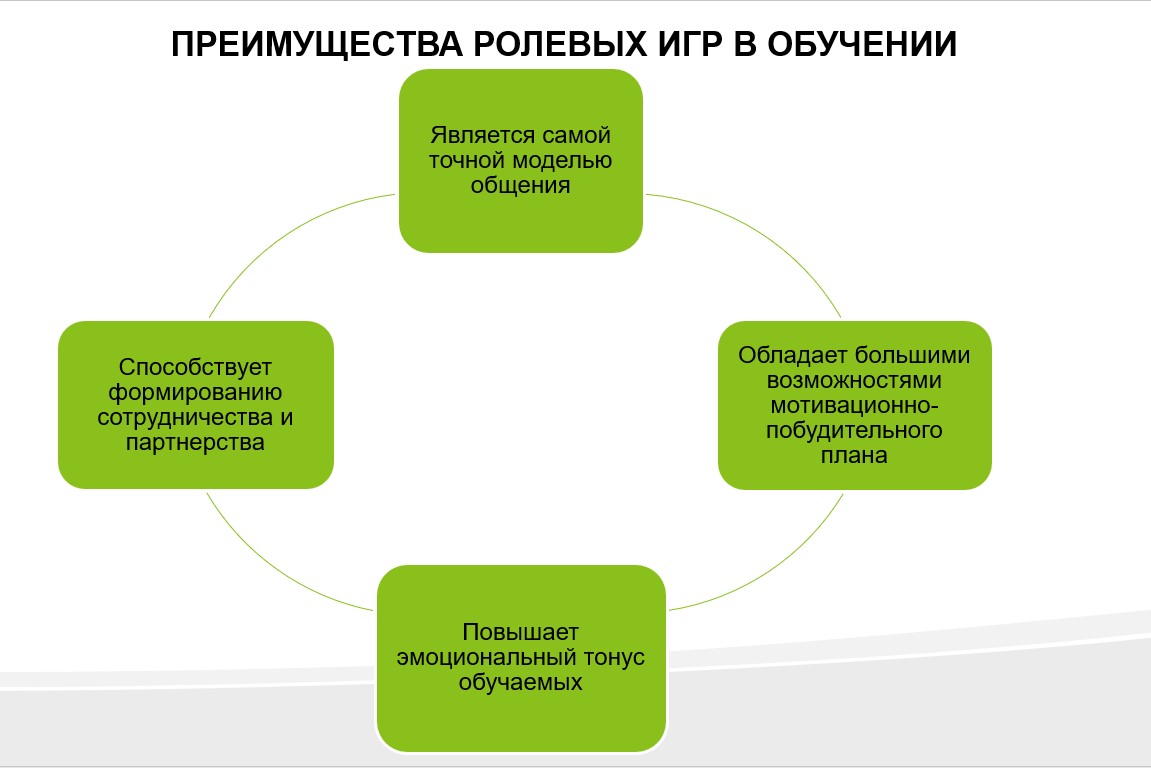 ПРЕИМУЩЕСТВА РОЛЕВЫХ ИГР В ОБУЧЕНИИ
Является самой
точной моделью
общения
Способствует
формированию
сотрудничества и
партнерства
Обладает большими
возможностями
мотивационно-
побудительного
плана
Повышает
эмоциональный тонус
обучаемых